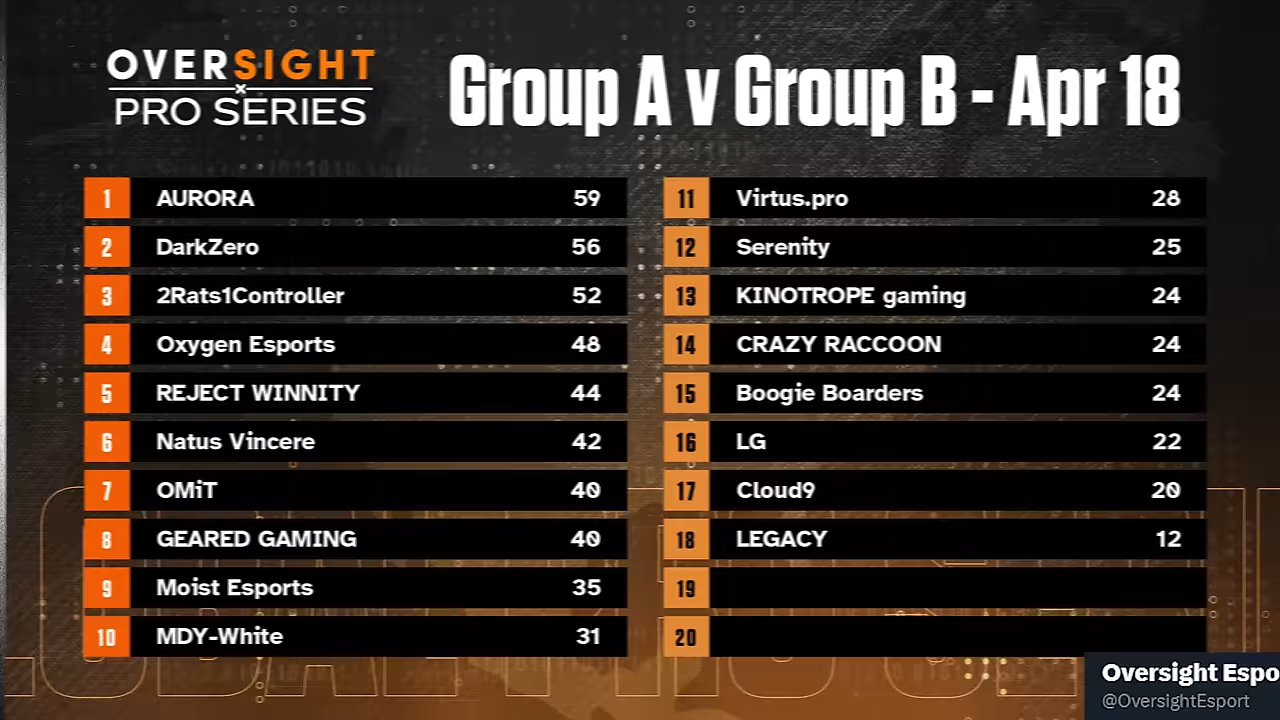 OVERSIGHT
×
PRO SERIES
Group A v Group B - Apr 18
1 AURORA 59
2 DarkZero 56
3 2Rats1Controller 52
4 Oxygen Esports 48
5 REJECT WINNITY 44
6 Natus Vincere 42
7 OMiT 40
8 GEARED GAMING 40
9 Moist Esports 35
10 MDY-White 31
11 Virtus.pro 28
12 Serenity 25
13 KINOTROPE gaming 24
14 CRAZY RACCOON 24
15 Boogie Boarders 24
16 LG 22
17 Cloud9 20
18 LEGACY 12
19
20
Oversight Espo
@OversightEsport